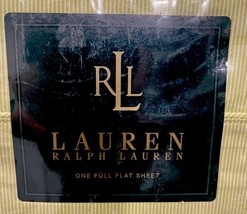 RLL
LAUREN
RALPH LAUREN
ONE FULL FLAT SHEET